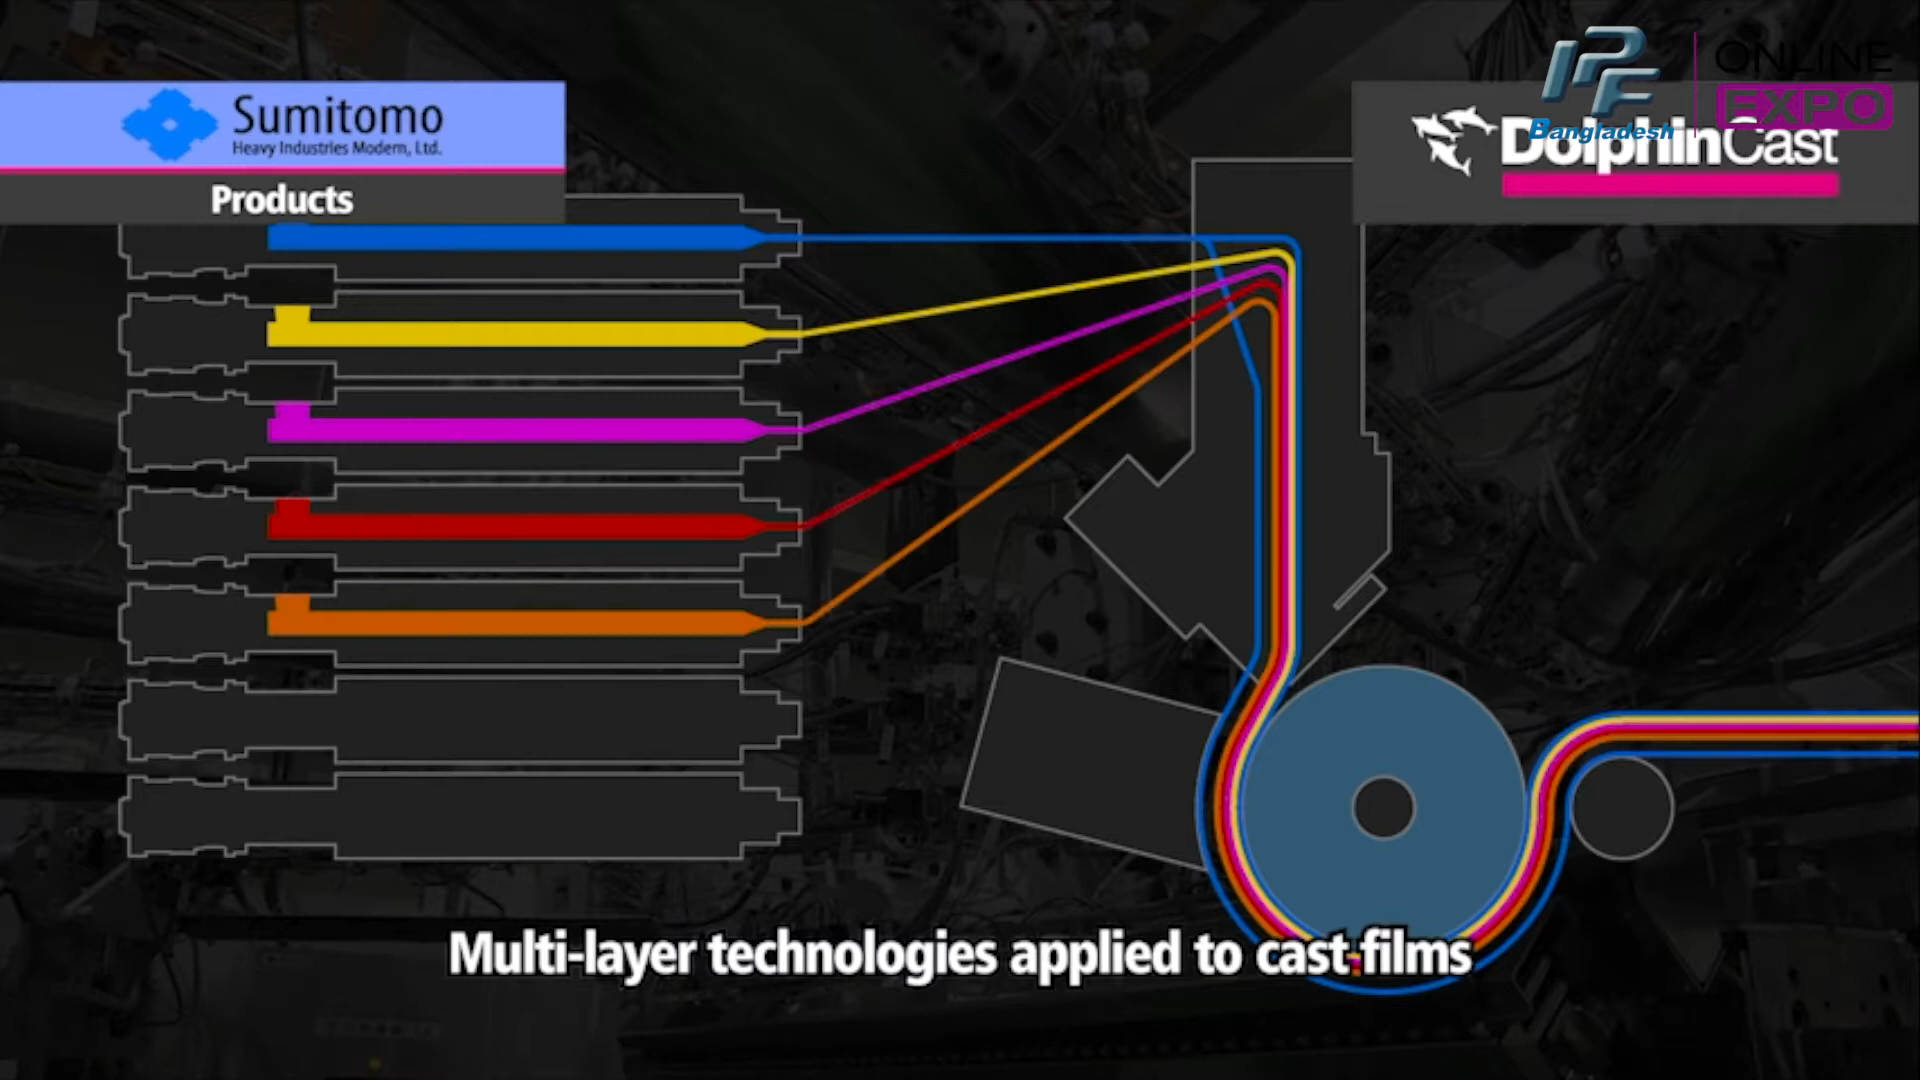 IPF
Bangladesh
ONLINE
EXPO
Sumitomo
Heavy Industries Modern, Ltd.
Products
DolphinCast
Multi-layer technologies applied to cast films